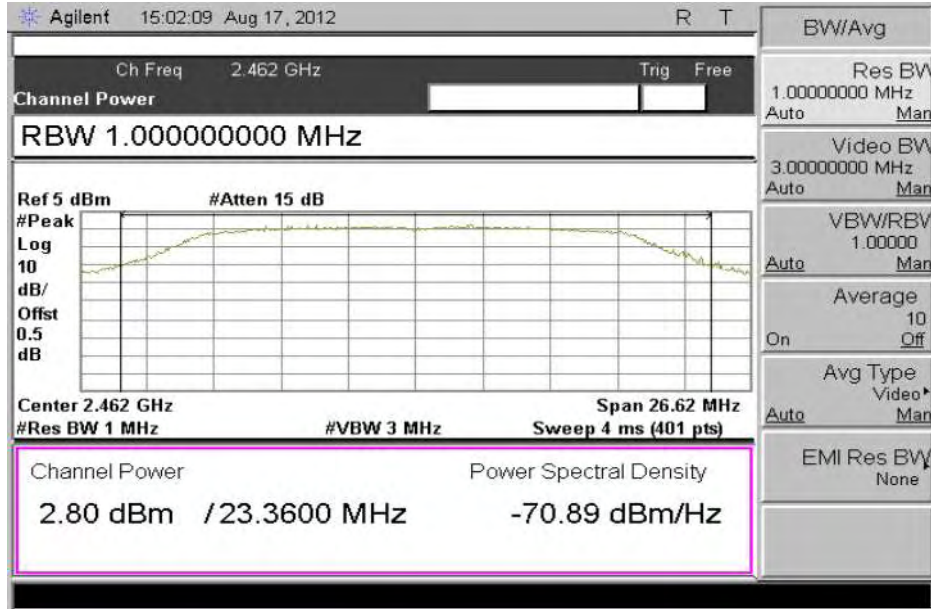 Agilent 15:02:09 Aug 17, 2012 R T
Ch Freq 2.462 GHz Trig Free
Channel Power
RBW 1.000000000 MHz
Ref 5 dBm #Atten 15 dB
#Peak
Log
10
dB/
Offst
0.5
dB
Center 2.462 GHz Span 26.62 MHz
#Res BW 1 MHz #VBW 3 MHz Sweep 4 ms (401 pts)
Channel Power Power Spectral Density
2.80 dBm / 23.3600 MHz -70.89 dBm/Hz
BW/Avg
Res BW
1.00000000 MHz
Auto Man
Video BW
3.00000000 MHz
Auto Man
VBW/RBW
1.00000
Auto Man
Average
10
On Off
Avg Type
Video
Auto Man
EMI Res BW
None